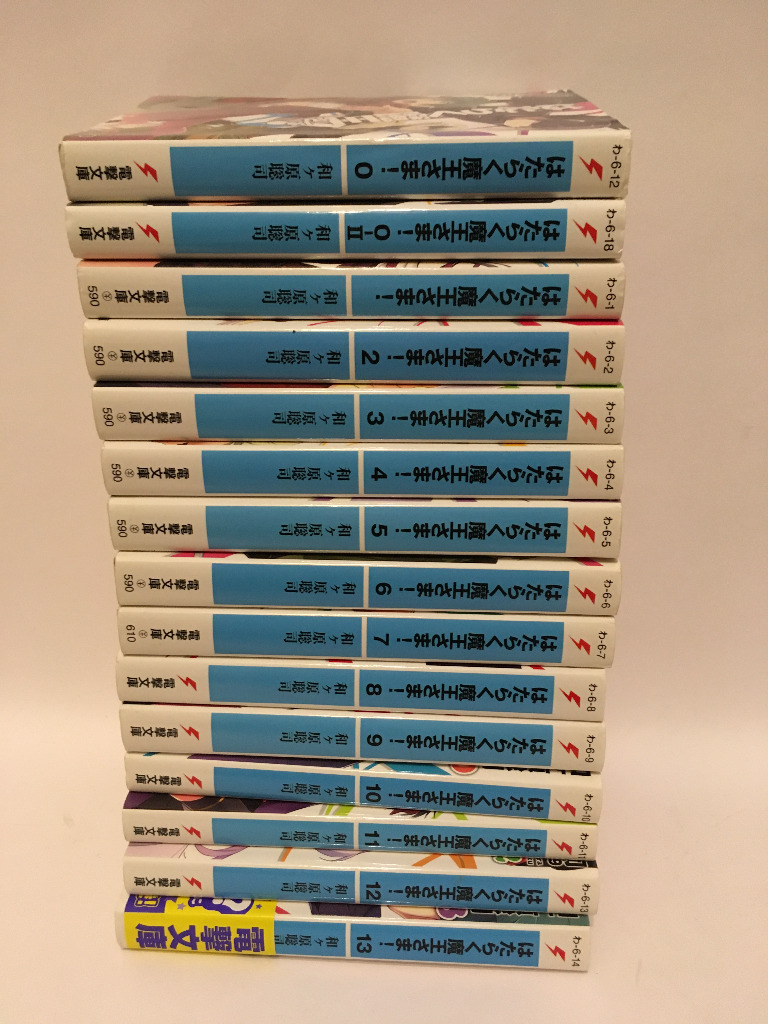 わ-6-12 はたらく魔王さま! 0 和ヶ原聡司 電撃文庫
わ-6-18 はたらく魔王さま! 0-II 和ヶ原聡司 電撃文庫
わ-6-1 はたらく魔王さま! 和ヶ原聡司 電撃文庫 590
わ-6-2 はたらく魔王さま! 2 和ヶ原聡司 電撃文庫 590
わ-6-3 はたらく魔王さま! 3 和ヶ原聡司 電撃文庫 590
わ-6-4 はたらく魔王さま! 4 和ヶ原聡司 電撃文庫 590
わ-6-5 はたらく魔王さま! 5 和ヶ原聡司 電撃文庫 590
わ-6-6 はたらく魔王さま! 6 和ヶ原聡司 電撃文庫 590
わ-6-7 はたらく魔王さま! 7 和ヶ原聡司 電撃文庫 610
わ-6-8 はたらく魔王さま! 8 和ヶ原聡司 電撃文庫
わ-6-9 はたらく魔王さま! 9 和ヶ原聡司 電撃文庫
わ-6-10 はたらく魔王さま! 10 和ヶ原聡司 電撃文庫
わ-6-11 はたらく魔王さま! 11 和ヶ原聡司 電撃文庫
わ-6-13 はたらく魔王さま! 12 和ヶ原聡司 電撃文庫
わ-6-14 はたらく魔王さま! 13 和ヶ原聡司 電撃文庫